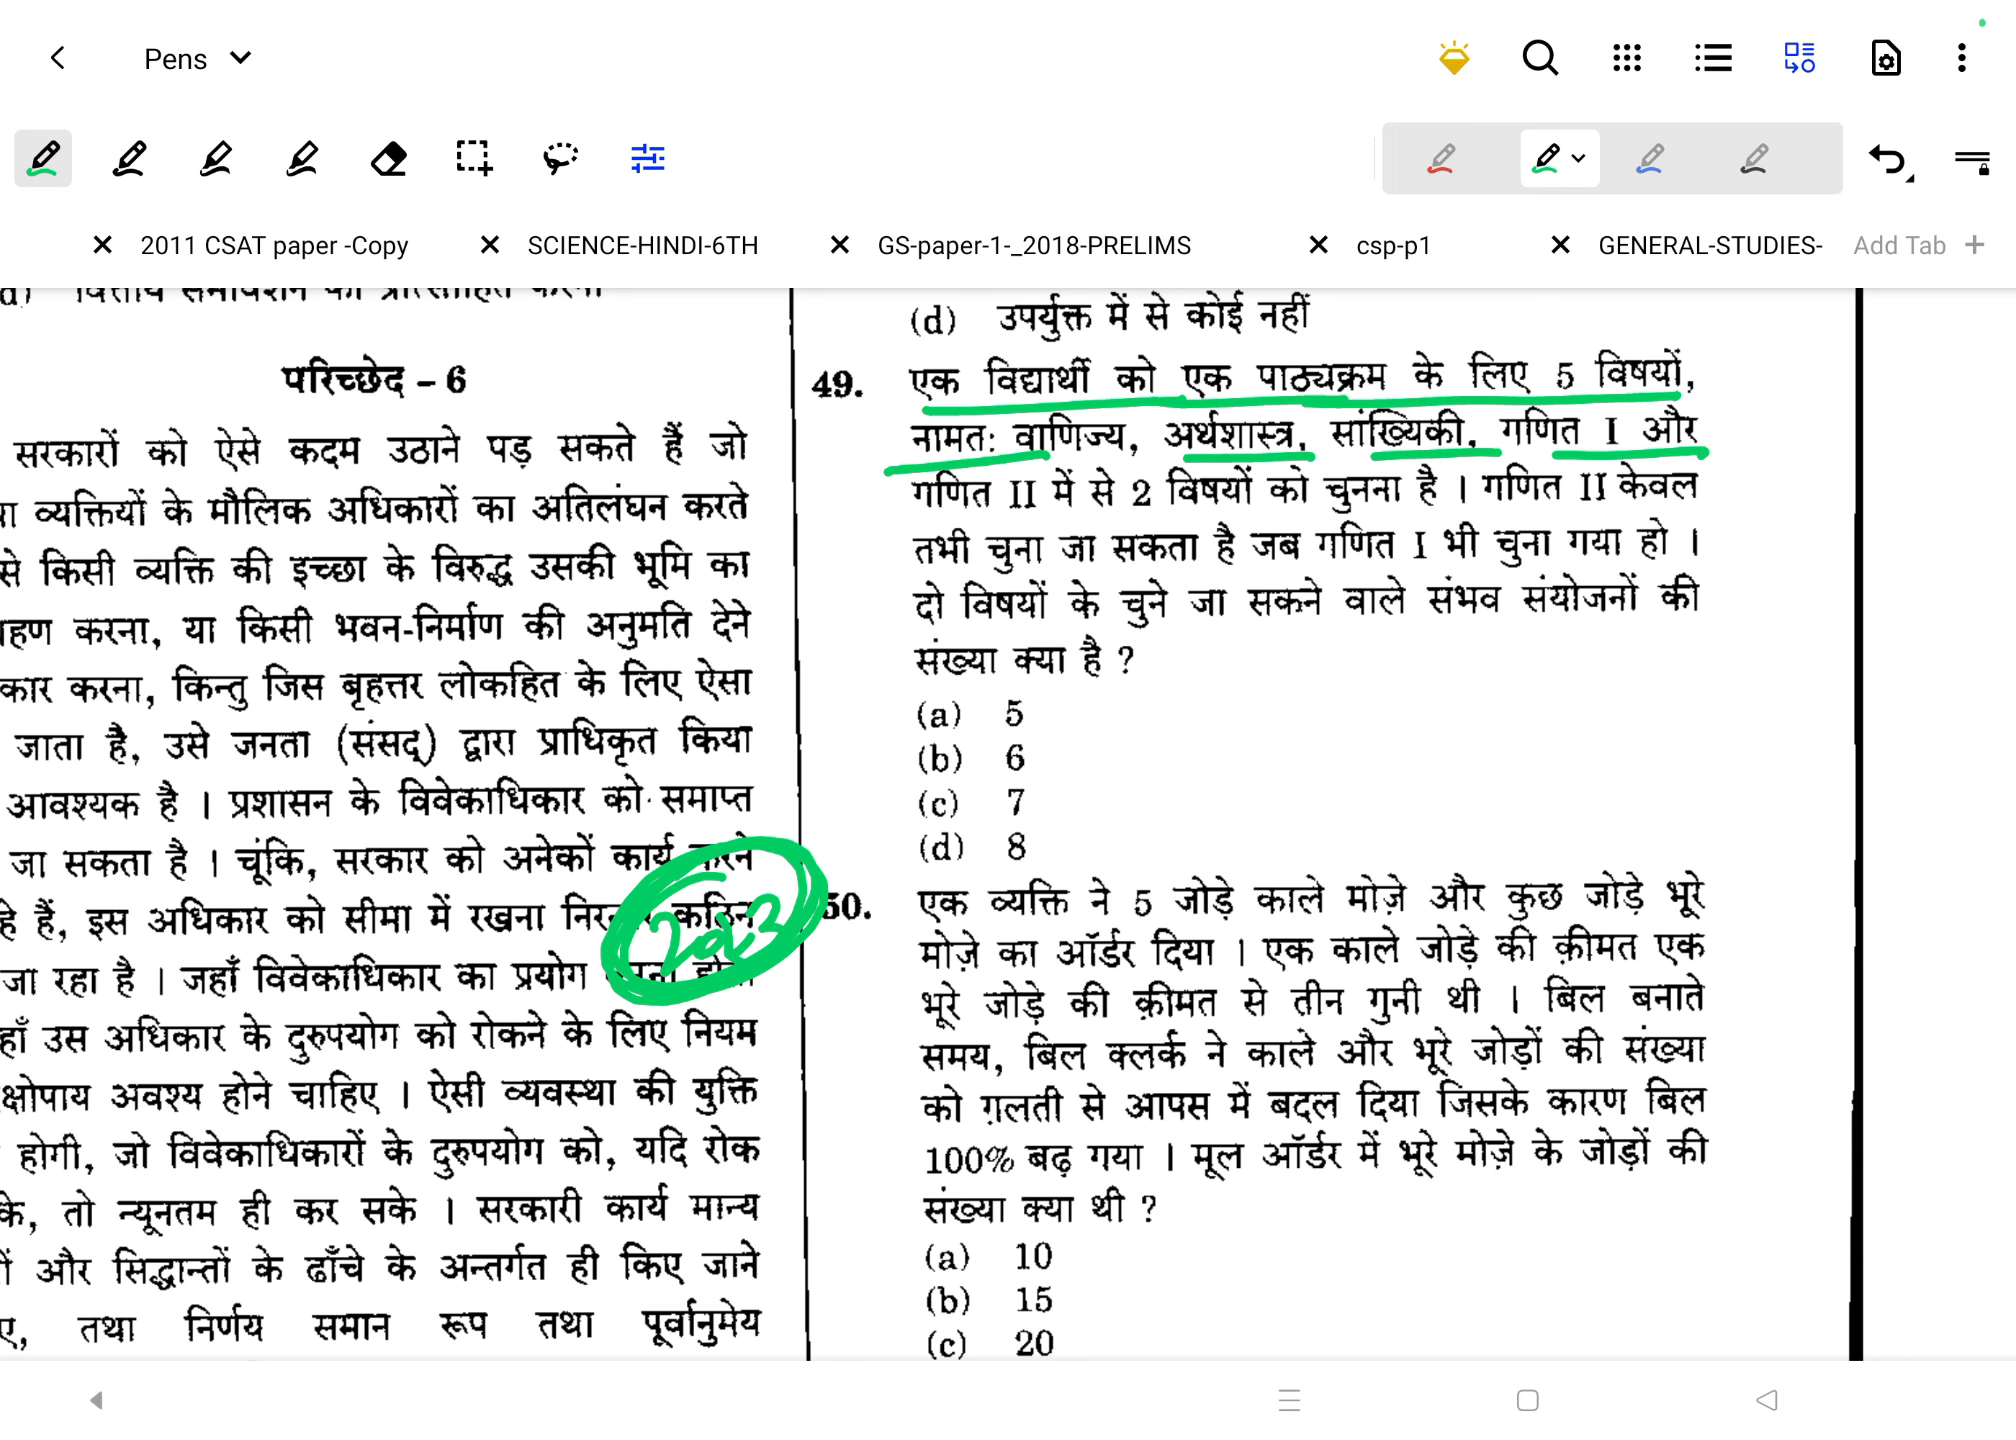 Pens
2011 CSAT paper -Copy
SCIENCE-HINDI-6TH
GS-paper-1-_2018-PRELIMS
csp-p1
GENERAL-STUDIES-
Add Tab
परिच्छेद – 6
सरकारों को ऐसे कदम उठाने पड़ सकते हैं जो
व्यक्तियों के मौलिक अधिकारों का अतिलंघन करते
से किसी व्यक्ति की इच्छा के विरुद्ध उसकी भूमि का
करना, या किसी भवन-निर्माण की अनुमति देने
करना, किन्तु जिस बृहत्तर लोकहित के लिए ऐसा
जाता है, उसे जनता (संसद्) द्वारा प्राधिकृत किया
आवश्यक है । प्रशासन के विवेकाधिकार को समाप्त
जा सकता है । चूंकि, सरकार को अनेकों कार्य करने
हैं, इस अधिकार को सीमा में रखना कठिन
जा रहा है । जहाँ विवेकाधिकार का प्रयोग
उस अधिकार के दुरुपयोग को रोकने के लिए नियम
अवश्य होने चाहिए । ऐसी व्यवस्था की युक्ति
होगी, जो विवेकाधिकारों के दुरुपयोग को, यदि रोक
तो न्यूनतम ही कर सके । सरकारी कार्य मान्य
और सिद्धान्तों के ढाँचे के अन्तर्गत ही किए जाने
तथा निर्णय समान रूप तथा पूर्वानुमेय
(d) उपर्युक्त में से कोई नहीं
49. एक विद्यार्थी को एक पाठ्यक्रम के लिए 5 विषयों,
नामतः वाणिज्य, अर्थशास्त्र, सांख्यिकी, गणित I और
गणित II में से 2 विषयों को चुनना है । गणित II केवल
तभी चुना जा सकता है जब गणित I भी चुना गया हो ।
दो विषयों के चुने जा सकने वाले संभव संयोजनों की
संख्या क्या है ?
(a) 5
(b) 6
(c) 7
(d) 8
50. एक व्यक्ति ने 5 जोड़े काले मोज़े और कुछ जोड़े भूरे
मोज़े का ऑर्डर दिया । एक काले जोड़े की क़ीमत एक
भूरे जोड़े की क़ीमत से तीन गुनी थी । बिल बनाते
समय, बिल क्लर्क ने काले और भूरे जोड़ों की संख्या
को ग़लती से आपस में बदल दिया जिसके कारण बिल
100% बढ़ गया । मूल ऑर्डर में भूरे मोज़े के जोड़ों की
संख्या क्या थी ?
(a) 10
(b) 15
(c) 20